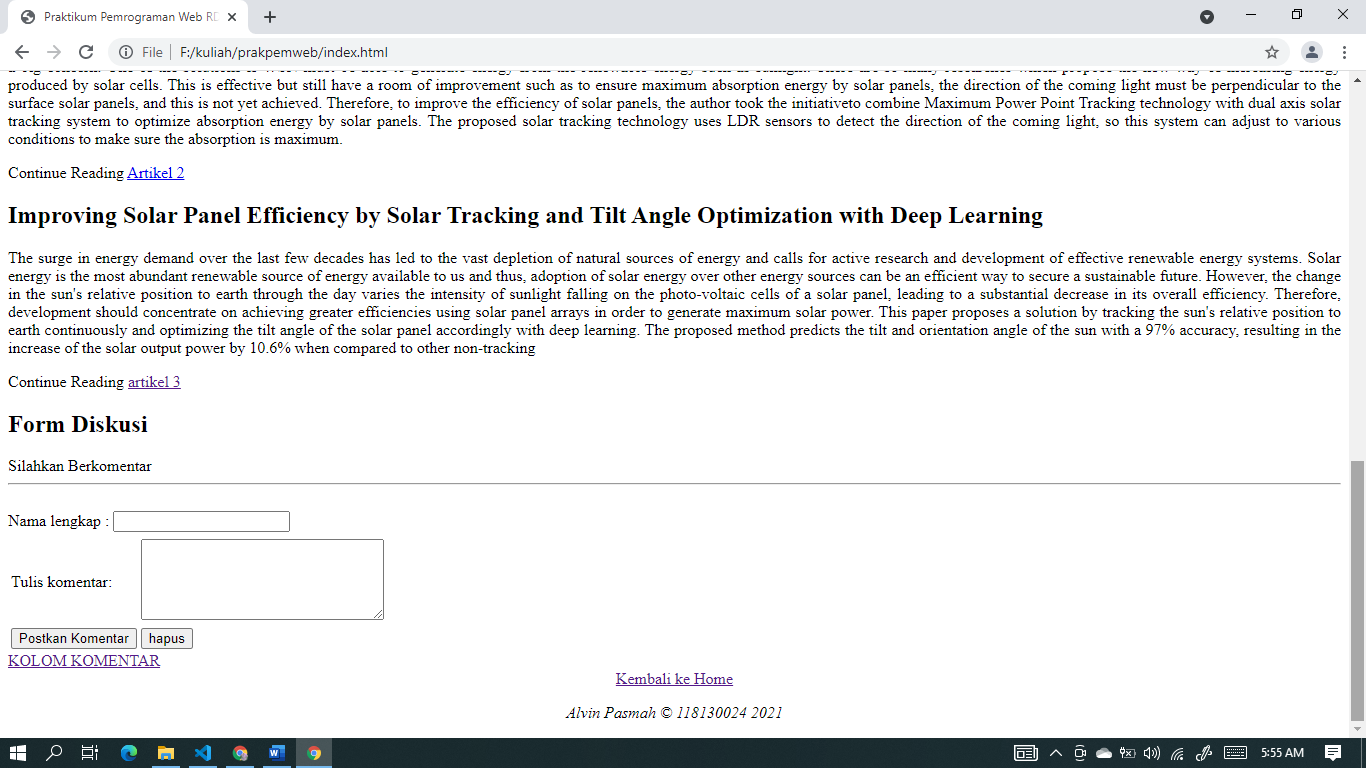 Praktikum Pemrograman Web RD
File
F:/kuliah/prakpemweb/index.html
produced by solar cells. This is effective but still have a room of improvement such as to ensure maximum absorption energy by solar panels, the direction of the coming light must be perpendicular to the
surface solar panels, and this is not yet achieved. Therefore, to improve the efficiency of solar panels, the author took the initiativeto combine Maximum Power Point Tracking technology with dual axis solar
tracking system to optimize absorption energy by solar panels. The proposed solar tracking technology uses LDR sensors to detect the direction of the coming light, so this system can adjust to various
conditions to make sure the absorption is maximum.
Continue Reading Artikel 2
Improving Solar Panel Efficiency by Solar Tracking and Tilt Angle Optimization with Deep Learning
The surge in energy demand over the last few decades has led to the vast depletion of natural sources of energy and calls for active research and development of effective renewable energy systems. Solar
energy is the most abundant renewable source of energy available to us and thus, adoption of solar energy over other energy sources can be an efficient way to secure a sustainable future. However, the change
in the sun's relative position to earth through the day varies the intensity of sunlight falling on the photo-voltaic cells of a solar panel, leading to a substantial decrease in its overall efficiency. Therefore,
development should concentrate on achieving greater efficiencies using solar panel arrays in order to generate maximum solar power. This paper proposes a solution by tracking the sun's relative position to
earth continuously and optimizing the tilt angle of the solar panel accordingly with deep learning. The proposed method predicts the tilt and orientation angle of the sun with a 97% accuracy, resulting in the
increase of the solar output power by 10.6% when compared to other non-tracking
Continue Reading artikel 3
Form Diskusi
Silahkan Berkomentar
Nama lengkap :
Tulis komentar:
Postkan Komentar hapus
KOLOM KOMENTAR
Kembali ke Home
Alvin Pasmah © 118130024 2021
5:55 AM